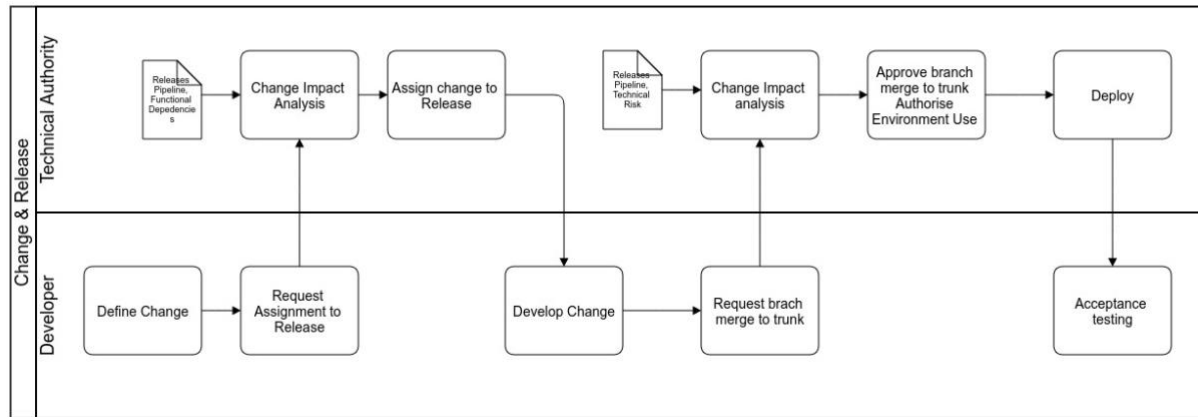 Change & Release
Technical Authority
Releases
Pipeline,
Functional
Depedencie
s
Change Impact
Analysis
Assign change to
Release
Releases
Pipeline,
Technical
Risk
Change Impact
analysis
Approve branch
merge to trunk
Authorise
Environment Use
Deploy
Developer
Define Change
Request
Assignment to
Release
Develop Change
Request brach
merge to trunk
Acceptance
testing